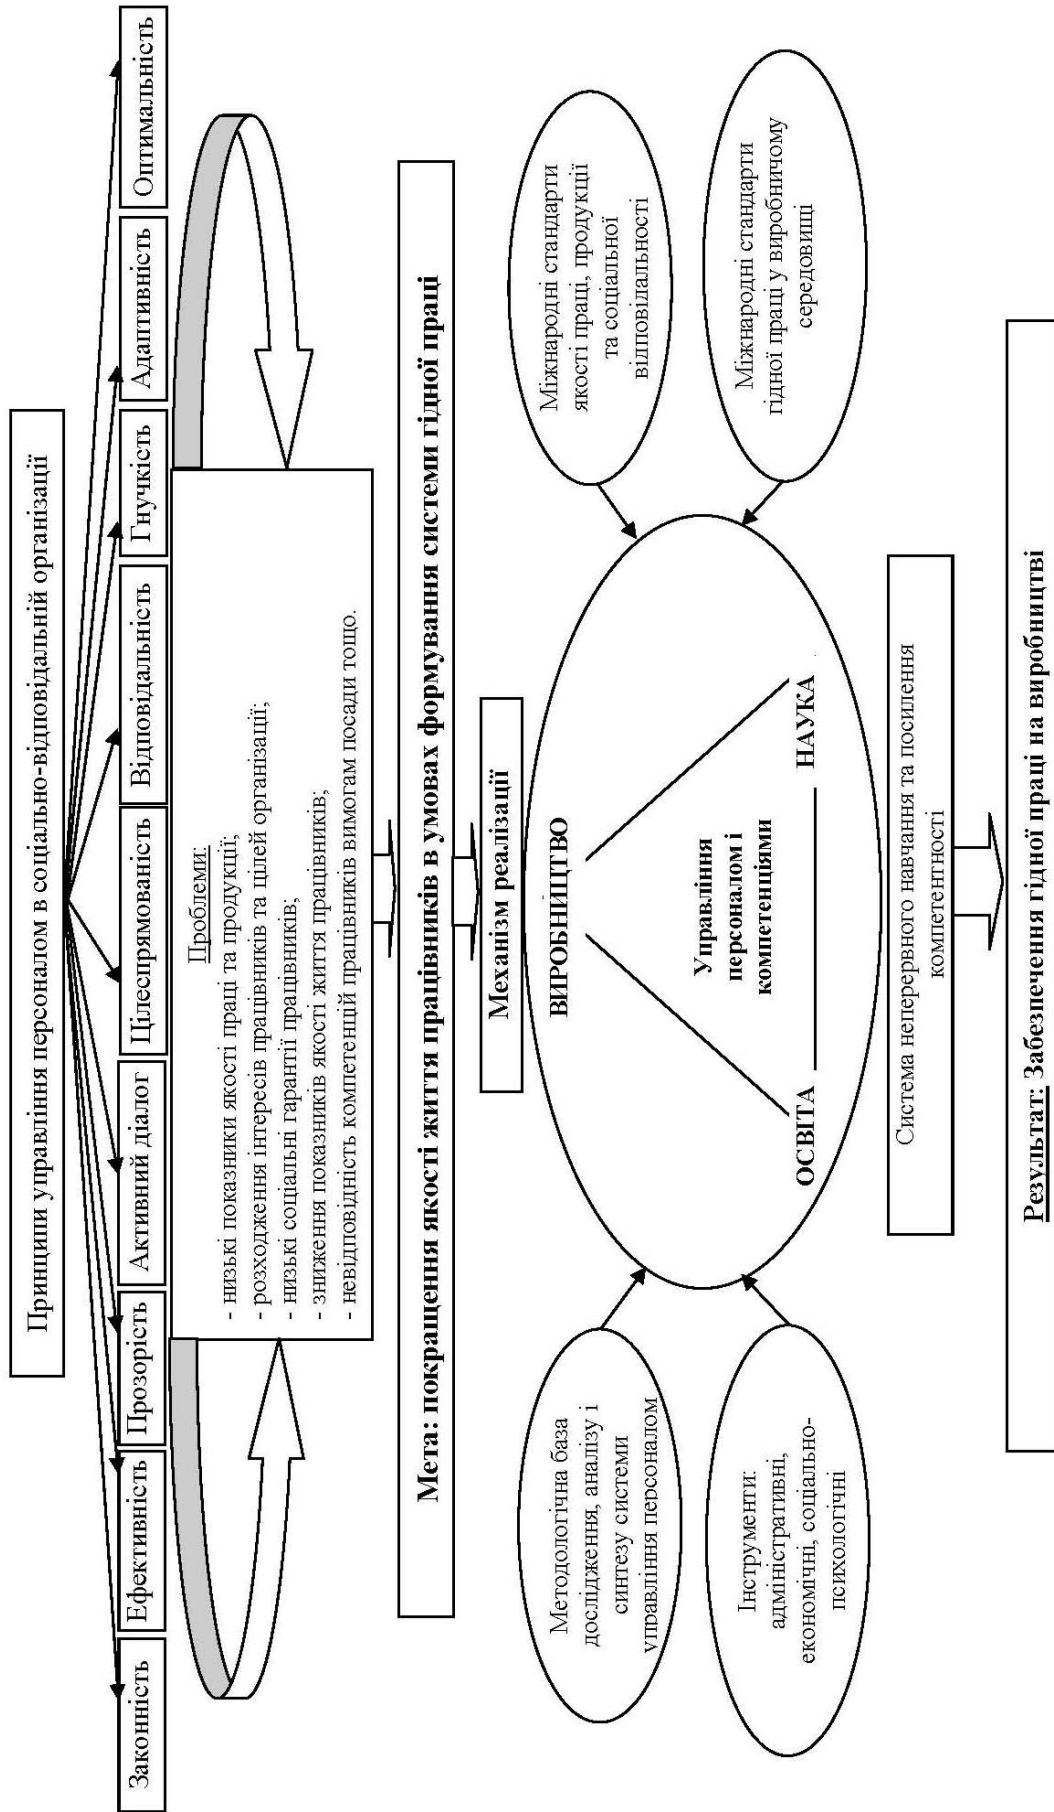 Принципи управління персоналом в соціально-відповідальній організації
Законність
Ефективність
Прозорість
Активний діалог
Цілеспрямованість
Відповідальність
Гнучкість
Адаптивність
Оптимальність
Проблеми:
- низькі показники якості праці та продукції;
- розходження інтересів працівників та цілей організації;
- низькі соціальні гарантії працівників;
- зниження показників якості життя працівників;
- невідповідність компетенцій працівників вимогам посади тощо.
Мета: покращення якості життя працівників в умовах формування системи гідної праці
Механізм реалізації
Методологічна база
дослідження, аналізу і
синтезу системи
управління персоналом
Інструменти:
адміністративні,
економічні, соціально-
психологічні
ВИРОБНИЦТВО
Управління
персоналом і
компетенціями
ОСВІТА
НАУКА
Міжнародні стандарти
якості праці, продукції
та соціальної
відповідальності
Міжнародні стандарти
гідної праці у виробничому
середовищі
Система неперервного навчання та посилення
компетентності
Результат: Забезпечення гідної праці на виробництві